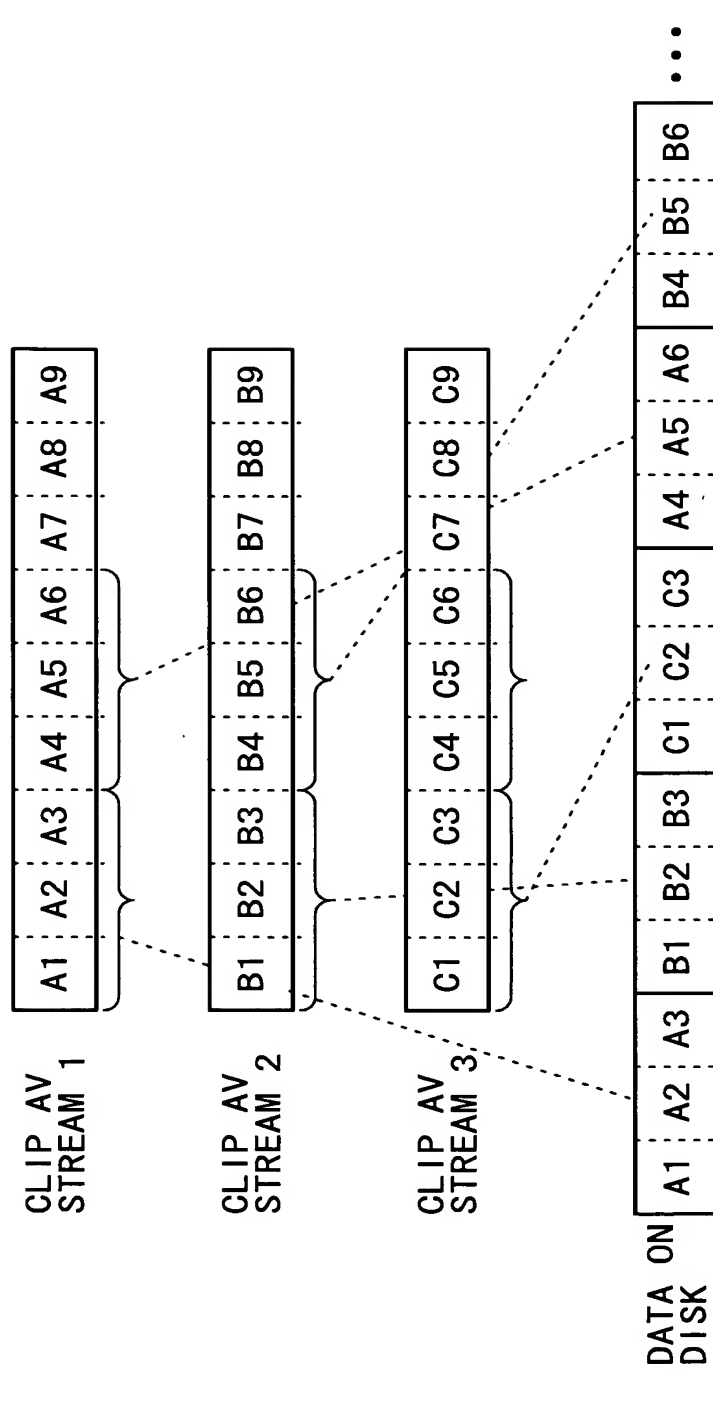 CLIP AV
STREAM 1
A1 A2 A3 A4 A5 A6 A7 A8 A9
CLIP AV
STREAM 2
B1 B2 B3 B4 B5 B6 B7 B8 B9
CLIP AV
STREAM 3
C1 C2 C3 C4 C5 C6 C7 C8 C9
DATA ON
DISK
A1 A2 A3 B1 B2 B3 C1 C2 C3 A4 A5 A6 B4 B5 B6 •••